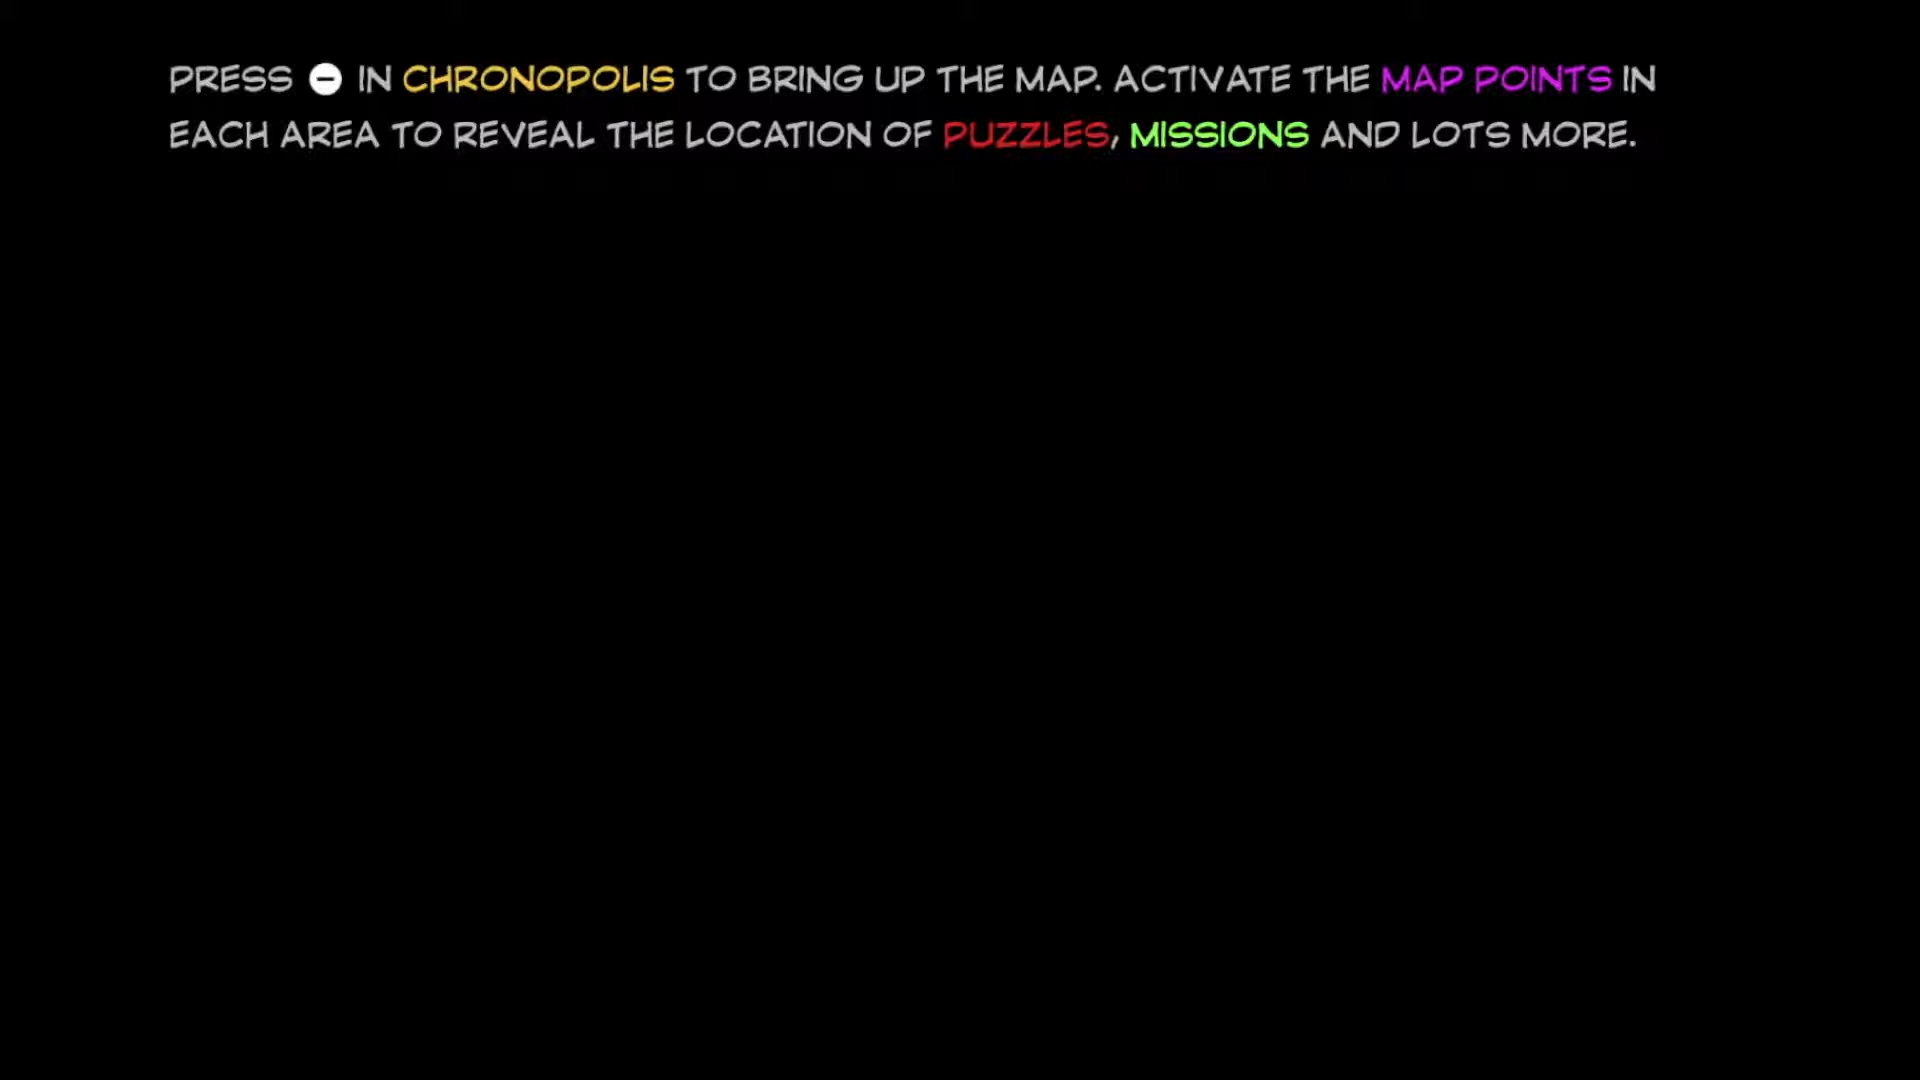 PRESS ⊖ IN CHRONOPOLIS TO BRING UP THE MAP. ACTIVATE THE MAP POINTS IN
EACH AREA TO REVEAL THE LOCATION OF PUZZLES, MISSIONS AND LOTS MORE.